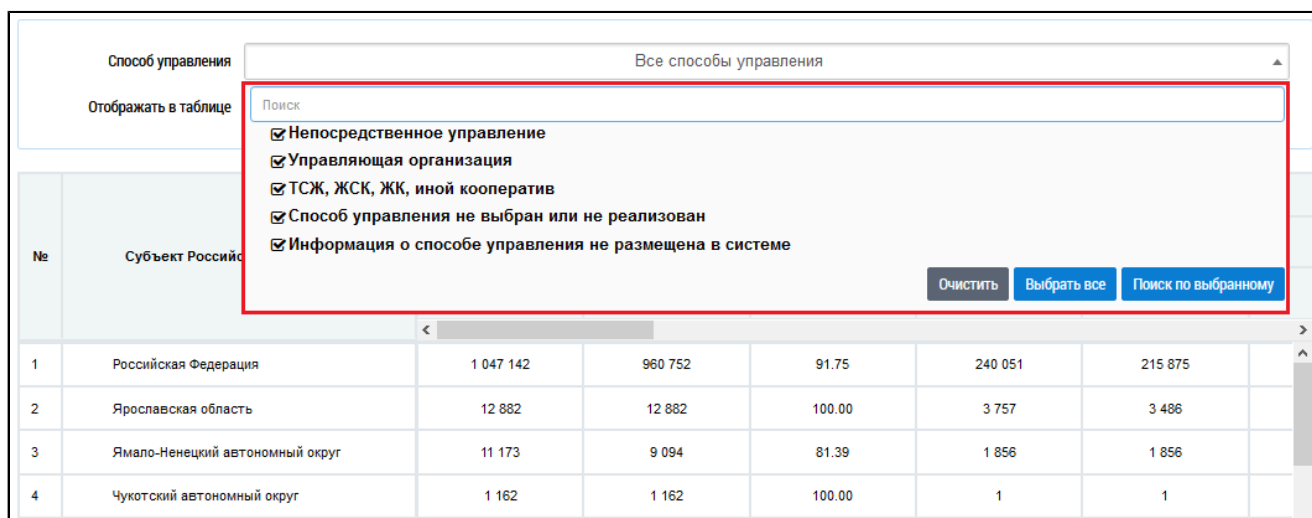 Способ управления Все способы управления
Отображать в таблице Поиск
Непосредственное управление
Управляющая организация
ТСЖ, ЖСК, ЖК, иной кооператив
Способ управления не выбран или не реализован
№ Субъект Российс Информация о способе управления не размещена в системе
Очистить Выбрать все Поиск по выбранному
1 Российская Федерация 1 047 142 960 752 91.75 240 051 215 875
2 Ярославская область 12 882 12 882 100.00 3 757 3 486
3 Ямало-Ненецкий автономный округ 11 173 9 094 81.39 1 856 1 856
4 Чукотский автономный округ 1 162 1 162 100.00 1 1